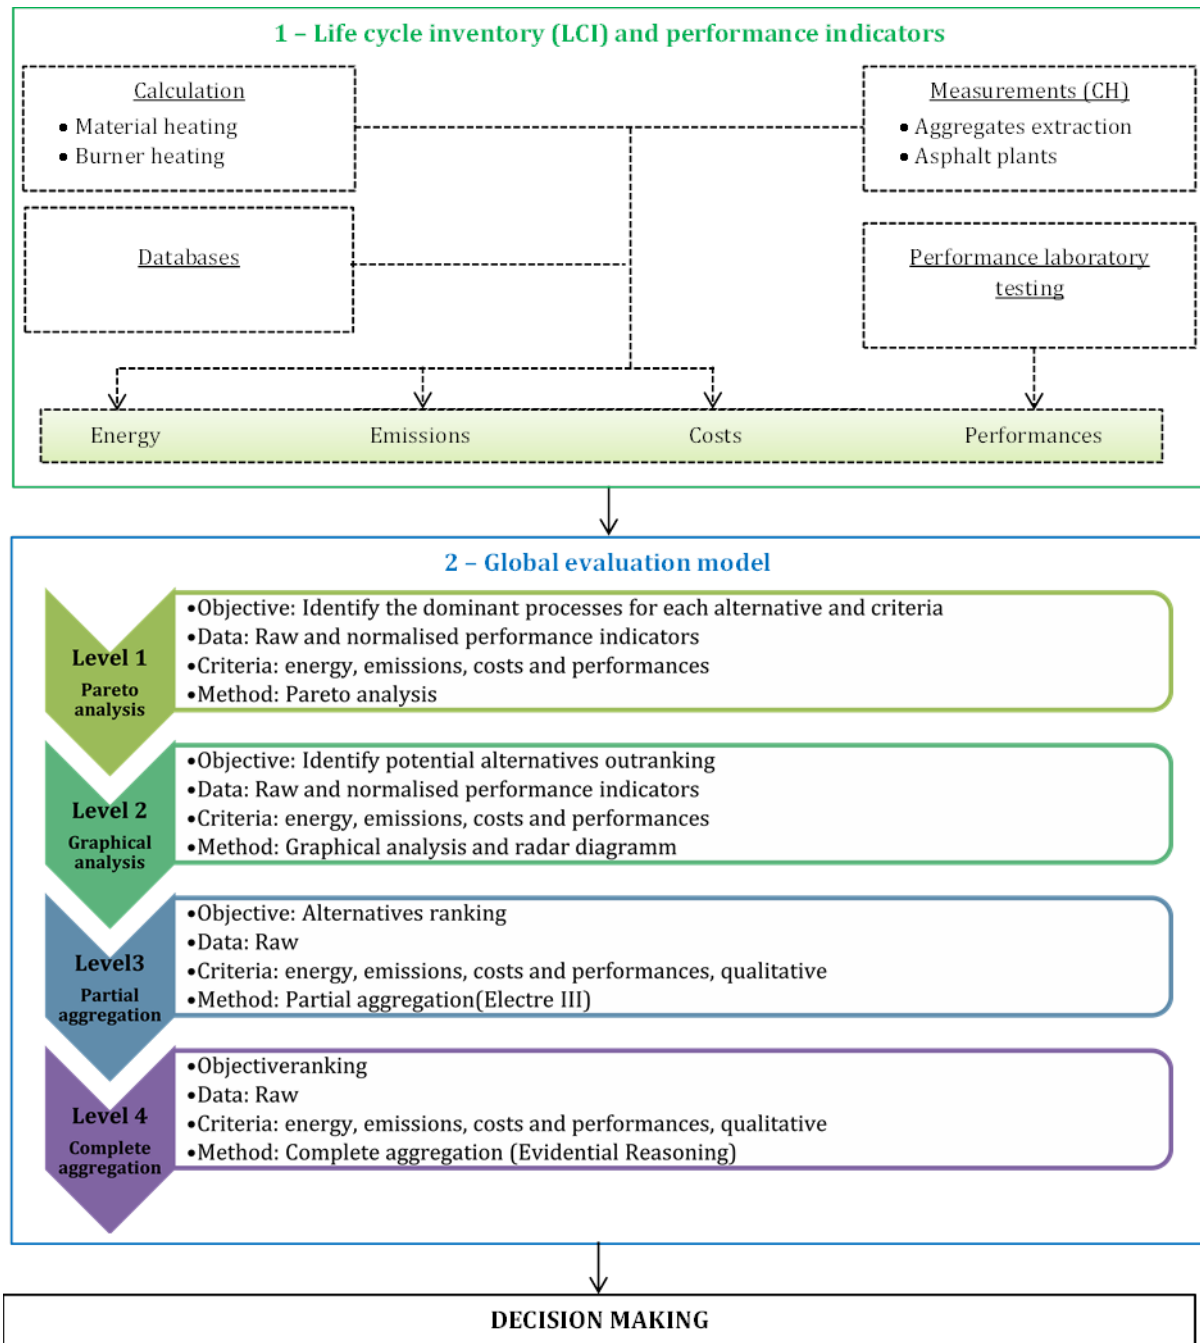 1 – Life cycle inventory (LCI) and performance indicators
Calculation
• Material heating
• Burner heating
Measurements (CH)
• Aggregates extraction
• Asphalt plants
Databases
Performance laboratory
testing
Energy
Emissions
Costs
Performances
2 – Global evaluation model
Level 1
Pareto
analysis
•Objective: Identify the dominant processes for each alternative and criteria
•Data: Raw and normalised performance indicators
•Criteria: energy, emissions, costs and performances
•Method: Pareto analysis
Level 2
Graphical
analysis
•Objective: Identify potential alternatives outranking
•Data: Raw and normalised performance indicators
•Criteria: energy, emissions, costs and performances
•Method: Graphical analysis and radar diagramm
Level3
Partial
aggregation
•Objective: Alternatives ranking
•Data: Raw
•Criteria: energy, emissions, costs and performances, qualitative
•Method: Partial aggregation(Electre III)
Level 4
Complete
aggregation
•Objectiveranking
•Data: Raw
•Criteria: energy, emissions, costs and performances, qualitative
•Method: Complete aggregation (Evidential Reasoning)
DECISION MAKING